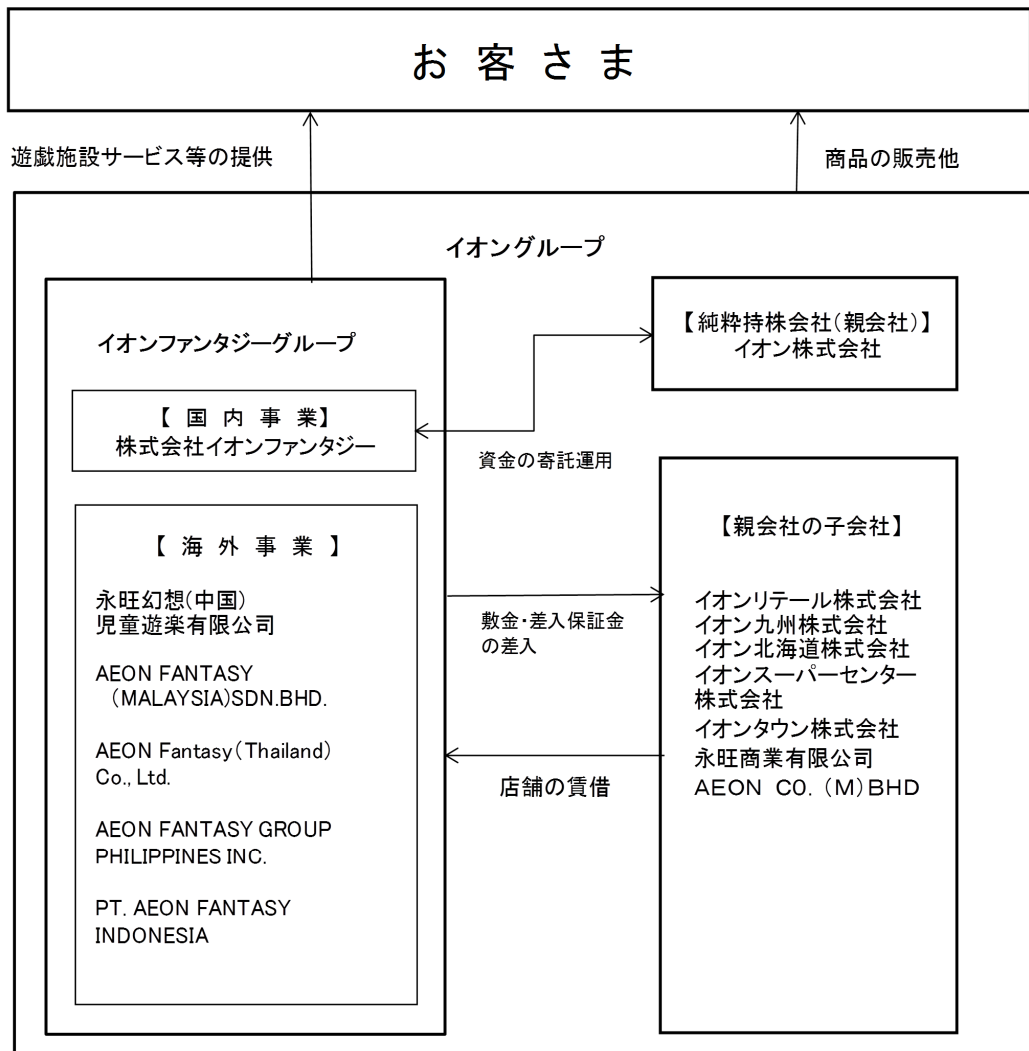 お 客 さ ま
遊戯施設サービス等の提供
商品の販売他
イオングループ
イオンファンタジーグループ
【 国 内 事 業】
株式会社イオンファンタジー
【純粋持株会社(親会社)】
イオン株式会社
資金の寄託運用
【 海 外 事 業 】
永旺幻想(中国)
児童遊楽有限公司
AEON FANTASY
(MALAYSIA)SDN.BHD.
AEON Fantasy(Thailand)
Co., Ltd.
AEON FANTASY GROUP
PHILIPPINES INC.
PT. AEON FANTASY
INDONESIA
敷金・差入保証金
の差入
店舗の賃借
【親会社の子会社】
イオンリテール株式会社
イオン九州株式会社
イオン北海道株式会社
イオンスーパーセンター
株式会社
イオンタウン株式会社
永旺商業有限公司
AEON CO. (M)BHD